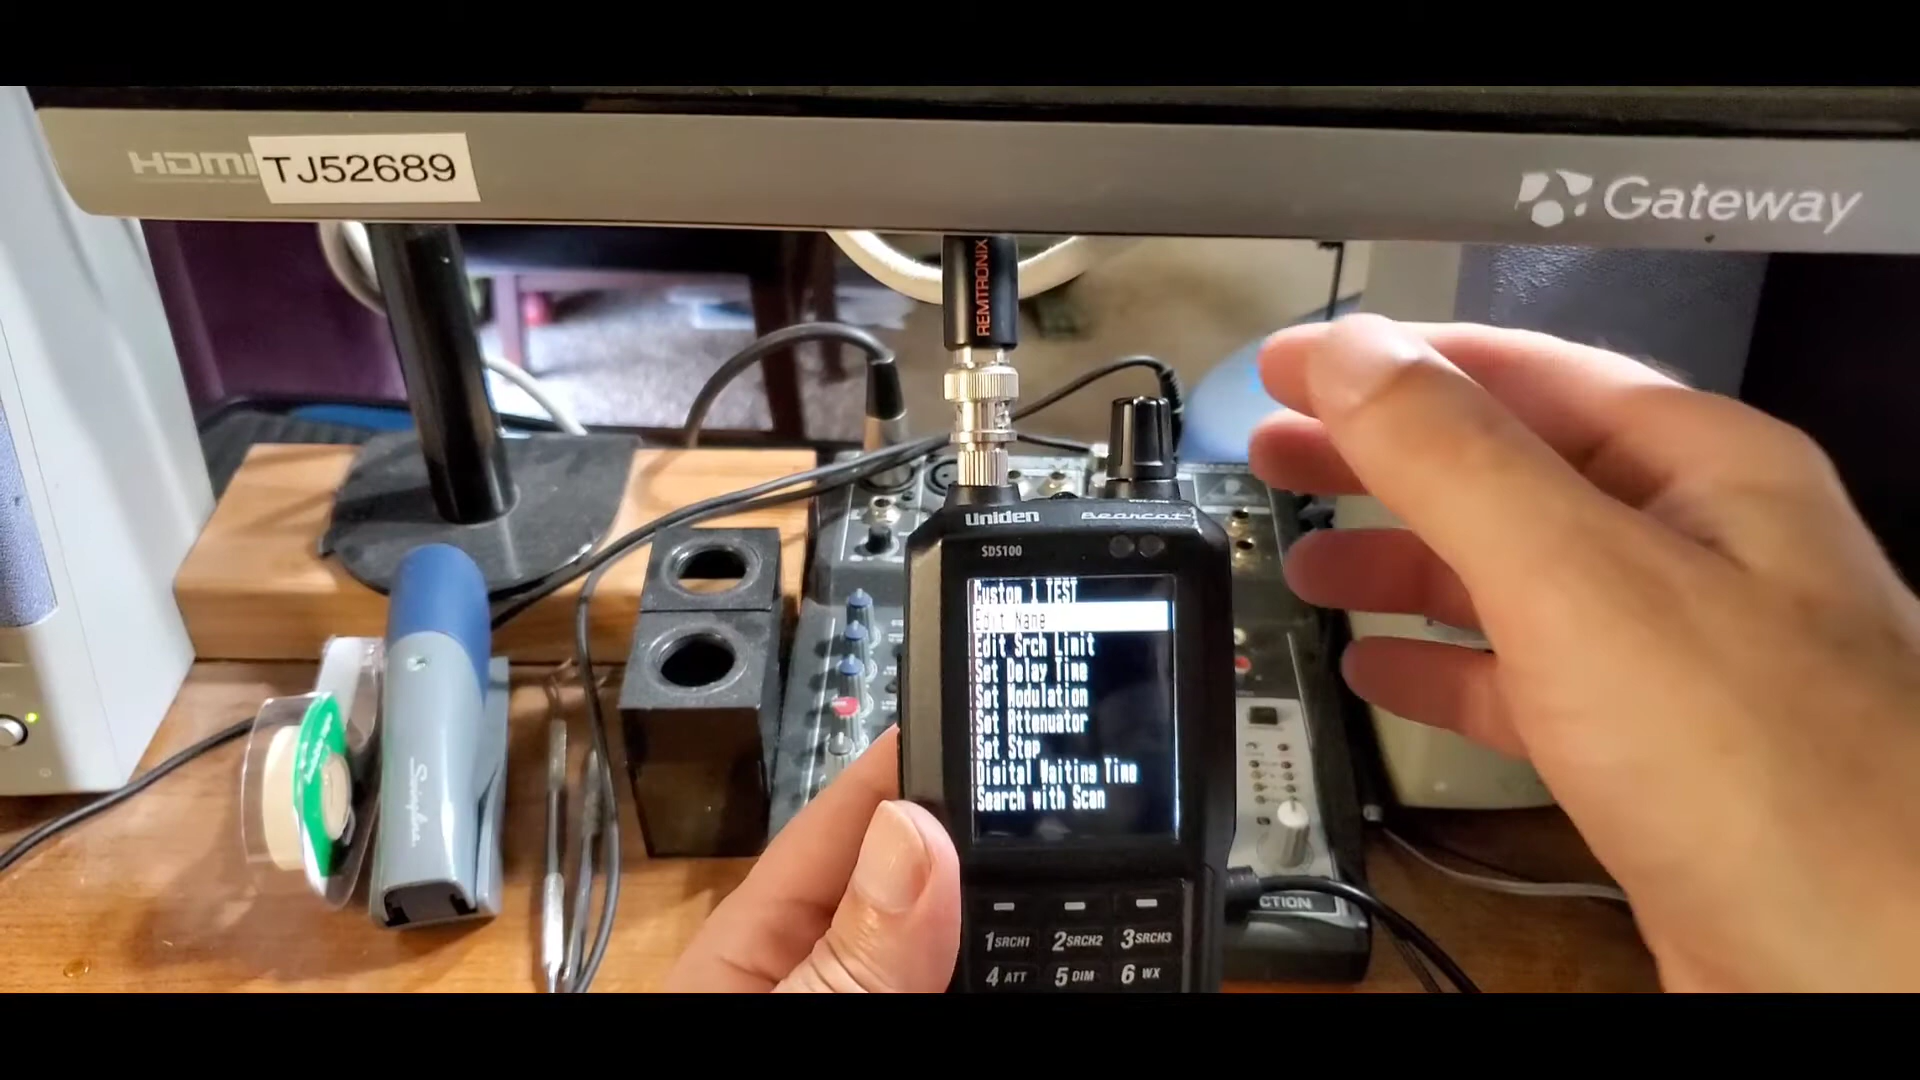 HDMI
TJ52689
Gateway
REMTRONIX
Uniden
Bearcat
SDS100
Custom 1 TEST
Edit Name
Edit Srch Limit
Set Delay Time
Set Modulation
Set Attenuator
Set Step
Digital Waiting Time
Search with Scan
1 SRCH1 2 SRCH2 3 SRCH3
4 ATT 5 DIM 6 WX
Swingline
CTION